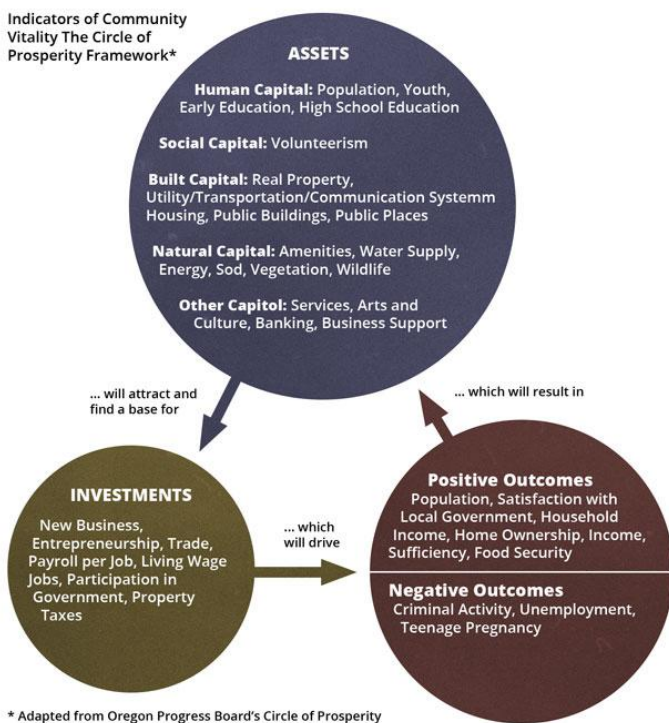 Indicators of Community
Vitality The Circle of
Prosperity Framework*
ASSETS
Human Capital: Population, Youth,
Early Education, High School Education
Social Capital: Volunteerism
Built Capital: Real Property,
Utility/Transportation/Communication Systemm
Housing, Public Buildings, Public Places
Natural Capital: Amenities, Water Supply,
Energy, Sod, Vegetation, Wildlife
Other Capitol: Services, Arts and
Culture, Banking, Business Support
... will attract and
find a base for
... which will result in
INVESTMENTS
New Business,
Entrepreneurship, Trade,
Payroll per Job, Living Wage
Jobs, Participation in
Government, Property
Taxes
... which
will drive
Positive Outcomes
Population, Satisfaction with
Local Government, Household
Income, Home Ownership, Income,
Sufficiency, Food Security
Negative Outcomes
Criminal Activity, Unemployment,
Teenage Pregnancy
* Adapted from Oregon Progress Board's Circle of Prosperity